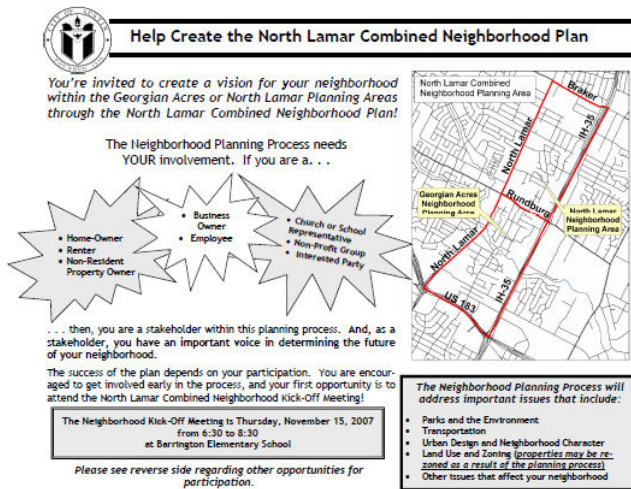 CITY OF AUSTIN
Help Create the North Lamar Combined Neighborhood Plan
You're invited to create a vision for your neighborhood
within the Georgian Acres or North Lamar Planning Areas
through the North Lamar Combined Neighborhood Plan!
The Neighborhood Planning Process needs
YOUR involvement. If you are a. . .
• Home-Owner
• Renter
• Non-Resident
Property Owner
• Business
Owner
• Employee
• Church or School
Representative
• Non-Profit Group
• Interested Party
. . . then, you are a stakeholder within this planning process. And, as a
stakeholder, you have an important voice in determining the future
of your neighborhood.
The success of the plan depends on your participation. You are encour-
aged to get involved early in the process, and your first opportunity is to
attend the North Lamar Combined Neighborhood Kick-Off Meeting!
The Neighborhood Kick-Off Meeting is Thursday, November 15, 2007
from 6:30 to 8:30
at Barrington Elementary School
Please see reverse side regarding other opportunities for
participation.
North Lamar Combined
Neighborhood Planning Area
Braker
IH-35
North Lamar
Georgian Acres
Neighborhood
Planning Area
Rundburg
North Lamar
Neighborhood
Planning Area
North Lamar
IH-35
US 183
The Neighborhood Planning Process will
address important issues that include:
• Parks and the Environment
• Transportation
• Urban Design and Neighborhood Character
• Land Use and Zoning (properties may be re-
zoned as a result of the planning process)
• Other issues that affect your neighborhood